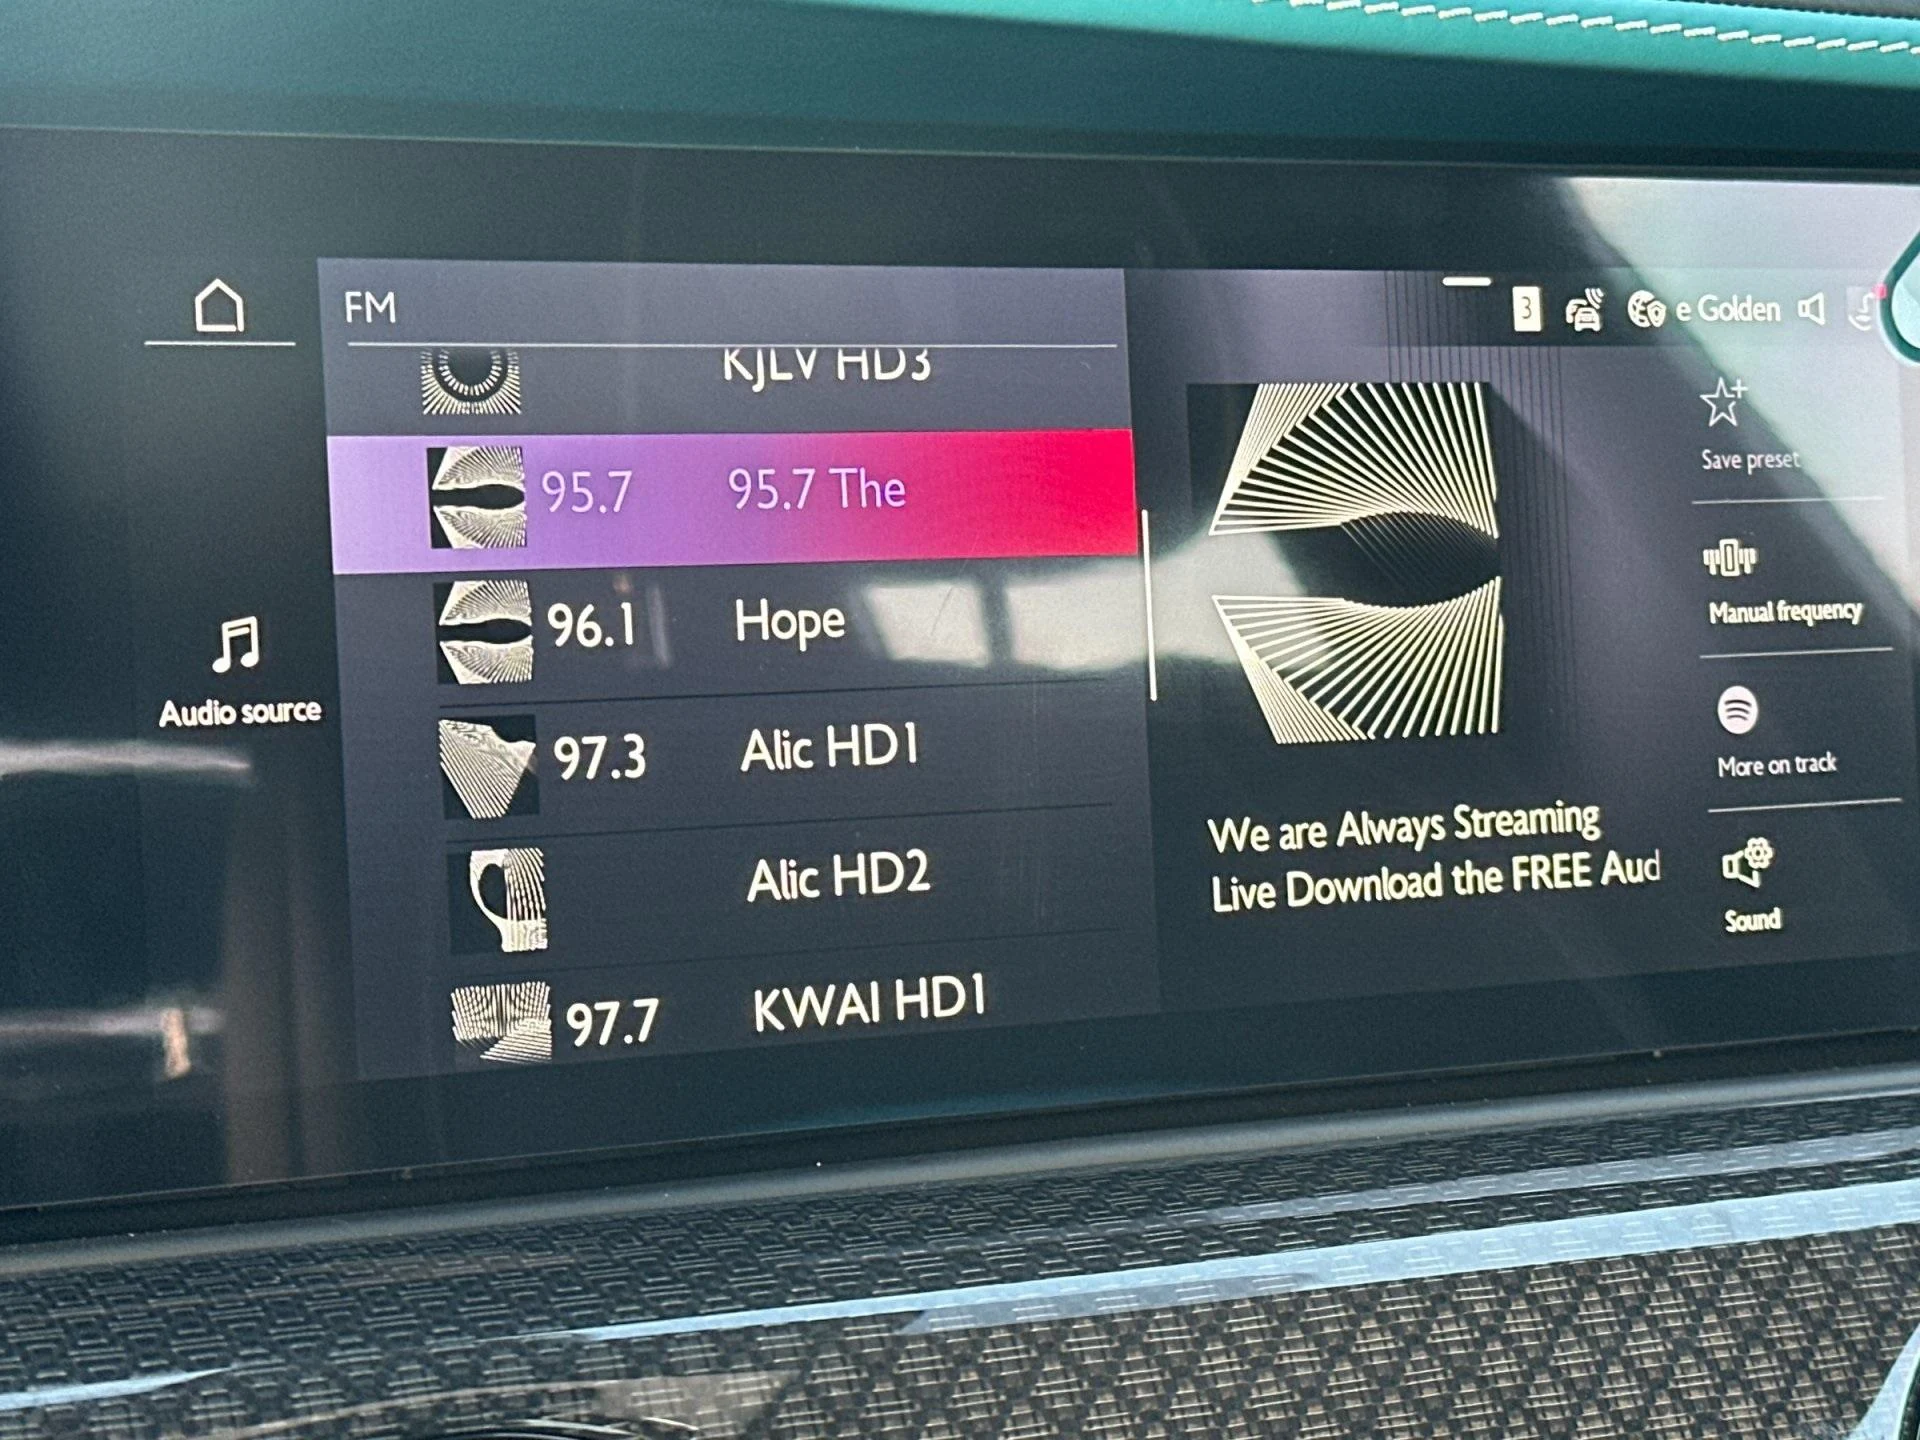 FM
3
e Golden
KJLV HD3
95.7 95.7 The
96.1 Hope
97.3 Alic HD1
Alic HD2
97.7 KWAI HD1
Audio source
We are Always Streaming
Live Download the FREE Aud
Save preset
Manual frequency
More on track
Sound